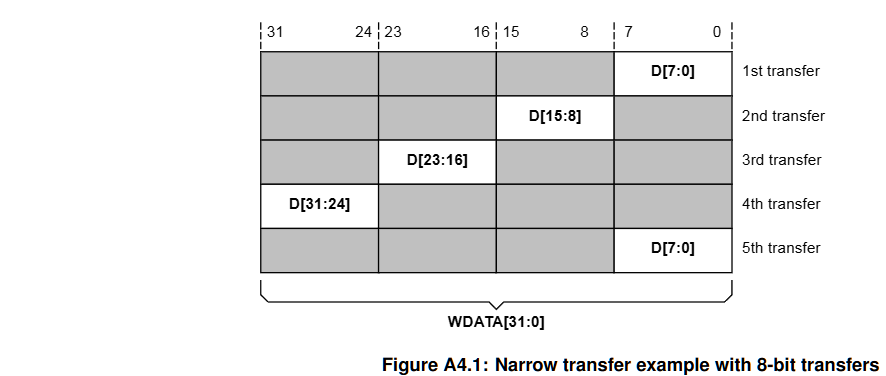 31 24 23 16 15 8 7 0
D[7:0] 1st transfer
D[15:8] 2nd transfer
D[23:16] 3rd transfer
D[31:24] 4th transfer
D[7:0] 5th transfer
WDATA[31:0]
Figure A4.1: Narrow transfer example with 8-bit transfers